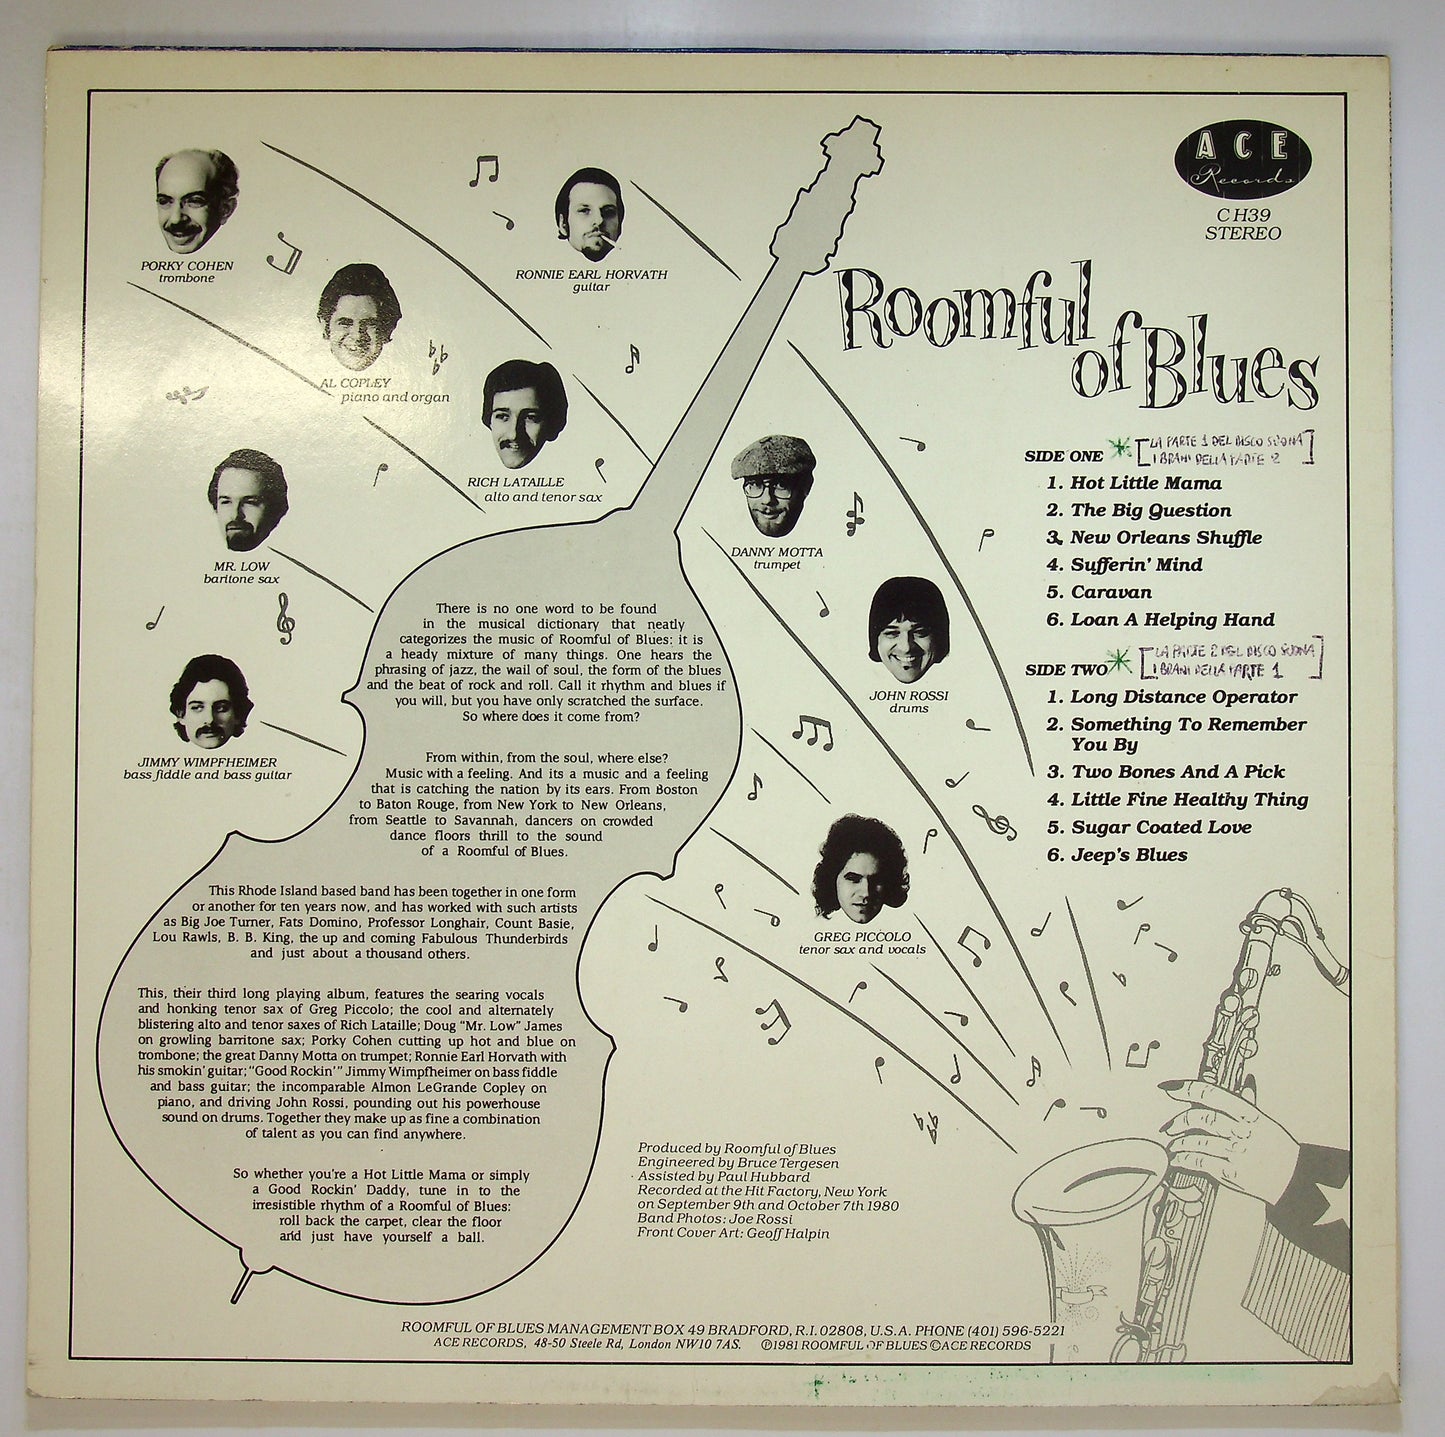 ACE
Records
CH39
STEREO
Roomful
of Blues
PORKY COHEN
trombone
RONNIE EARL HORVATH
guitar
AL COPLEY
piano and organ
RICH LATAILLE
alto and tenor sax
MR. LOW
baritone sax
DANNY MOTTA
trumpet
JOHN ROSSI
drums
JIMMY WIMPFHEIMER
bass fiddle and bass guitar
GREG PICCOLO
tenor sax and vocals
SIDE ONE * [LA PARTE 1 DEL DISCO SUONA
I BRANI DELLA PARTE 2]
1. Hot Little Mama
2. The Big Question
3. New Orleans Shuffle
4. Sufferin' Mind
5. Caravan
6. Loan A Helping Hand
SIDE TWO * [LA PARTE 2 DEL DISCO SUONA
I BRANI DELLA PARTE 1]
1. Long Distance Operator
2. Something To Remember
You By
3. Two Bones And A Pick
4. Little Fine Healthy Thing
5. Sugar Coated Love
6. Jeep's Blues
There is no one word to be found
in the musical dictionary that neatly
categorizes the music of Roomful of Blues: it is
a heady mixture of many things. One hears the
phrasing of jazz, the wail of soul, the form of the blues
and the beat of rock and roll. Call it rhythm and blues if
you will, but you have only scratched the surface.
So where does it come from?
From within, from the soul, where else?
Music with a feeling. And its a music and a feeling
that is catching the nation by its ears. From Boston
to Baton Rouge, from New York to New Orleans,
from Seattle to Savannah, dancers on crowded
dance floors thrill to the sound
of a Roomful of Blues.
This Rhode Island based band has been together in one form
or another for ten years now, and has worked with such artists
as Big Joe Turner, Fats Domino, Professor Longhair, Count Basie,
Lou Rawls, B. B. King, the up and coming Fabulous Thunderbirds
and just about a thousand others.
This, their third long playing album, features the searing vocals
and honking tenor sax of Greg Piccolo; the cool and alternately
blistering alto and tenor saxes of Rich Lataille; Doug "Mr. Low" James
on growling barritone sax; Porky Cohen cutting up hot and blue on
trombone; the great Danny Motta on trumpet; Ronnie Earl Horvath with
his smokin' guitar; "Good Rockin'" Jimmy Wimpfheimer on bass fiddle
and bass guitar; the incomparable Almon LeGrande Copley on
piano, and driving John Rossi, pounding out his powerhouse
sound on drums. Together they make up as fine a combination
of talent as you can find anywhere.
So whether you're a Hot Little Mama or simply
a Good Rockin' Daddy, tune in to the
irresistible rhythm of a Roomful of Blues:
roll back the carpet, clear the floor
and just have yourself a ball.
Produced by Roomful of Blues
Engineered by Bruce Tergesen
Assisted by Paul Hubbard
Recorded at the Hit Factory, New York
on September 9th and October 7th 1980
Band Photos: Joe Rossi
Front Cover Art: Geoff Halpin
ROOMFUL OF BLUES MANAGEMENT BOX 49 BRADFORD, R.I. 02808, U.S.A. PHONE (401) 596-5221
ACE RECORDS, 48-50 Steele Rd, London NW10 7AS. ℗1981 ROOMFUL OF BLUES ©ACE RECORDS